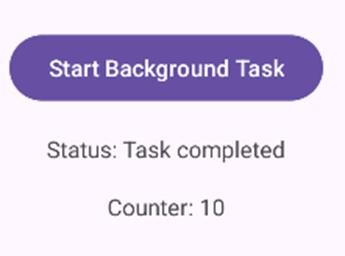 Start Background Task
Status: Task completed
Counter: 10